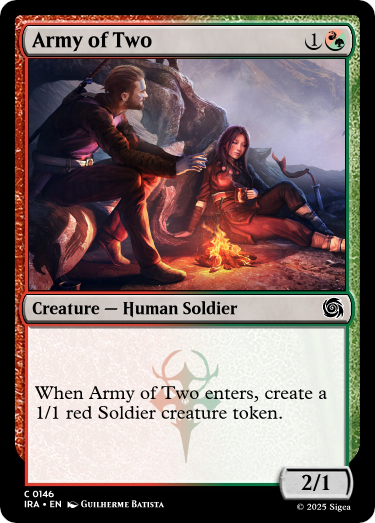 Army of Two 1
Creature — Human Soldier
When Army of Two enters, create a
1/1 red Soldier creature token.
2/1
C 0146
IRA • EN Guilherme Batista
© 2025 Sigea